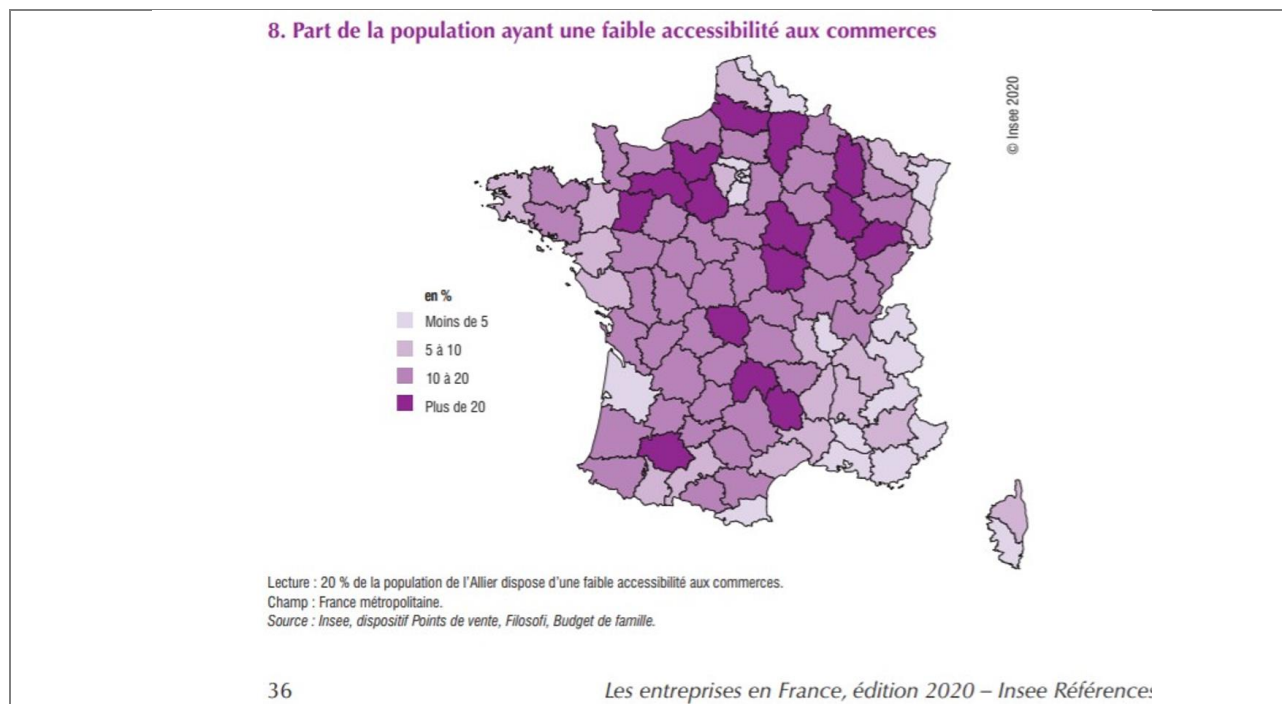 8. Part de la population ayant une faible accessibilité aux commerces
© Insee 2020
en %
Moins de 5
5 à 10
10 à 20
Plus de 20
Lecture : 20 % de la population de l’Allier dispose d’une faible accessibilité aux commerces.
Champ : France métropolitaine.
Source : Insee, dispositif Points de vente, Filosofi, Budget de famille.
36
Les entreprises en France, édition 2020 – Insee Références